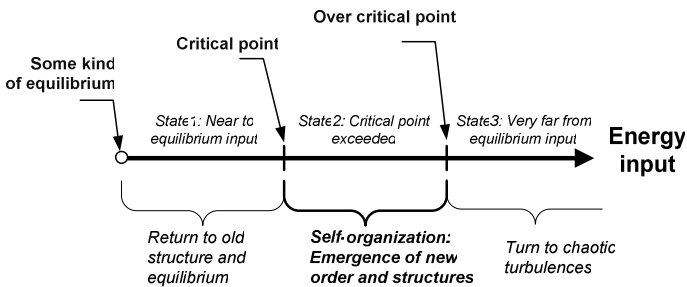 Over critical point
Critical point
Some kind
of equilibrium
State1: Near to
equilibrium input
State2: Critical point
exceeded
State3: Very far from
equilibrium input
Energy
input
Return to old
structure and
equilibrium
Self-organization:
Emergence of new
order and structures
Turn to chaotic
turbulences